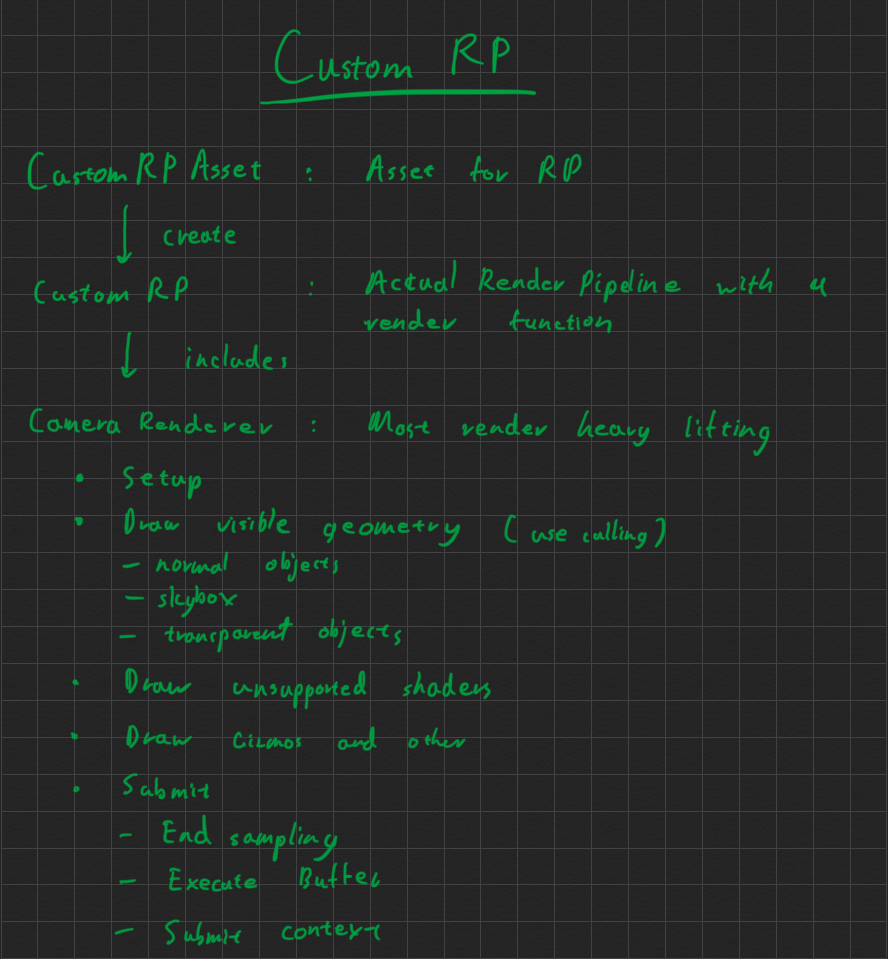 Custom RP
Custom RP Asset : Asset for RP
↓ create
Custom RP : Actual Render Pipeline with a
render function
↓ includes
Camera Renderer : Most render heavy lifting
• Setup
• Draw visible geometry (use culling)
- normal objects
- skybox
- transparent objects
• Draw unsupported shaders
• Draw Gizmos and other
• Submit
- End sampling
- Execute Buffer
- Submit context